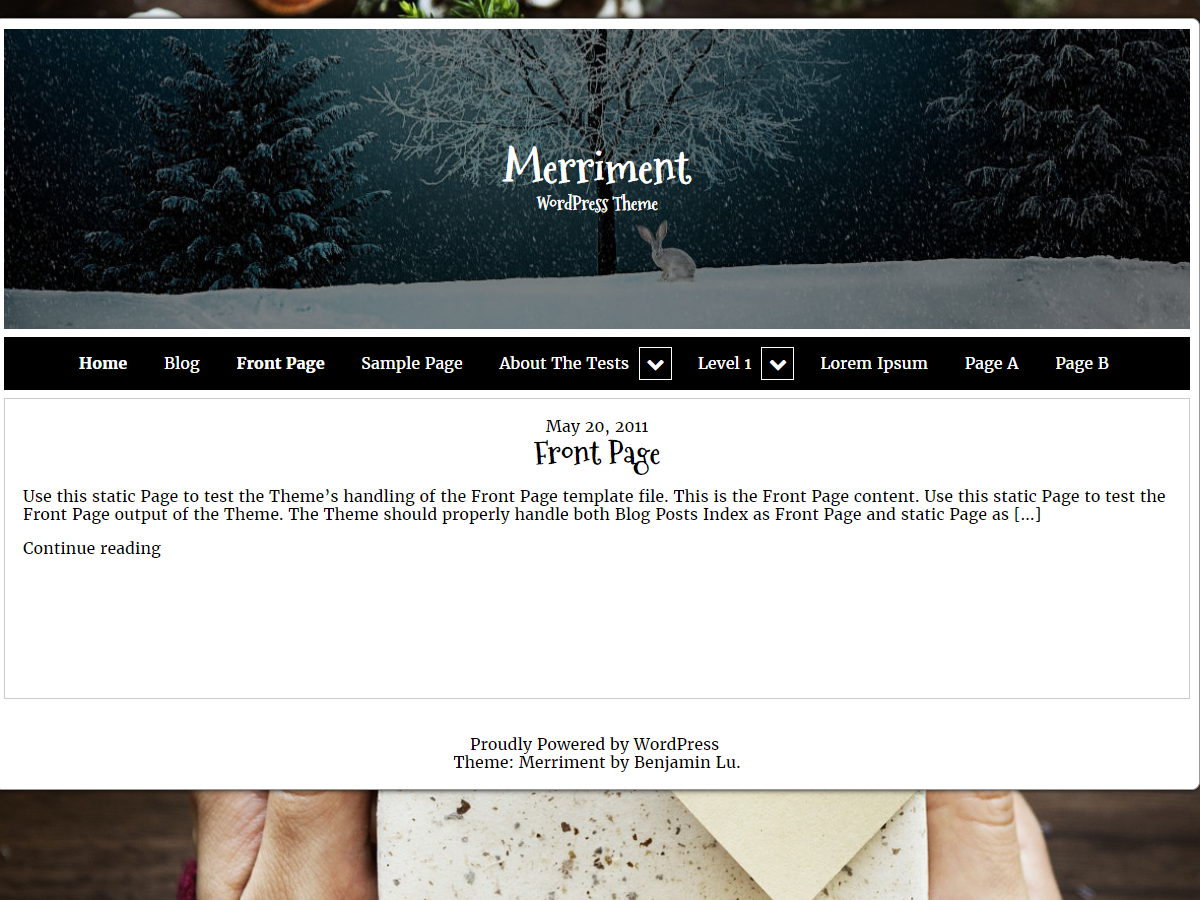 Merriment
WordPress Theme
Home Blog Front Page Sample Page About The Tests Level 1 Lorem Ipsum Page A Page B
May 20, 2011
Front Page
Use this static Page to test the Theme’s handling of the Front Page template file. This is the Front Page content. Use this static Page to test the
Front Page output of the Theme. The Theme should properly handle both Blog Posts Index as Front Page and static Page as […]
Continue reading
Proudly Powered by WordPress
Theme: Merriment by Benjamin Lu.